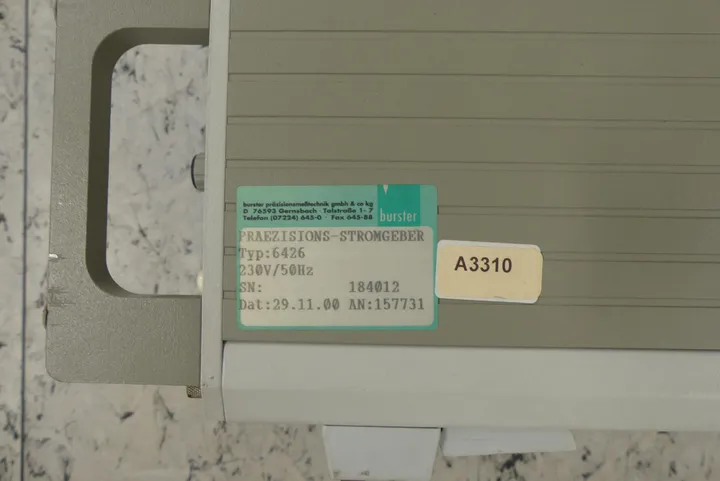 burster präzisionsmeßtechnik gmbh & co kg
D 76593 Gernsbach · Talstraße 1-7
Telefon (07224) 645-0 · Fax 645-88
burster
PRAEZISIONS-STROMGEBER
Typ:6426
230V/50Hz
SN: 184012
Dat:29.11.00 AN:157731
A3310